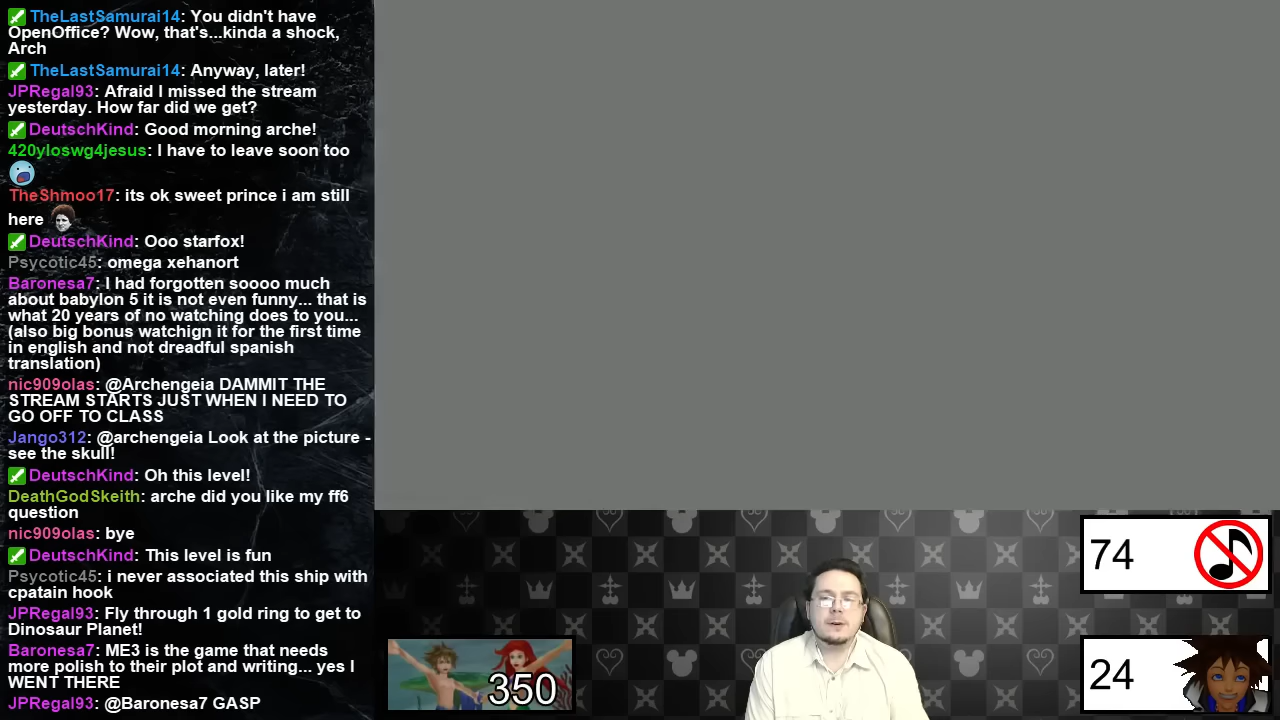 TheLastSamurai14: You didn't have
OpenOffice? Wow, that's...kinda a shock,
Arch
TheLastSamurai14: Anyway, later!
JPRegal93: Afraid I missed the stream
yesterday. How far did we get?
DeutschKind: Good morning arche!
420yloswg4jesus: I have to leave soon too
TheShmoo17: its ok sweet prince i am still
here
DeutschKind: Ooo starfox!
Psycotic45: omega xehanort
Baronesa7: I had forgotten soooo much
about babylon 5 it is not even funny... that is
what 20 years of no watching does to you...
(also big bonus watchign it for the first time
in english and not dreadful spanish
translation)
nic909olas: @Archengeia DAMMIT THE
STREAM STARTS JUST WHEN I NEED TO
GO OFF TO CLASS
Jango312: @archengeia Look at the picture -
see the skull!
DeutschKind: Oh this level!
DeathGodSkeith: arche did you like my ff6
question
nic909olas: bye
DeutschKind: This level is fun
Psycotic45: i never associated this ship with
cpatain hook
JPRegal93: Fly through 1 gold ring to get to
Dinosaur Planet!
Baronesa7: ME3 is the game that needs
more polish to their plot and writing... yes I
WENT THERE
JPRegal93: @Baronesa7 GASP
350
74
24